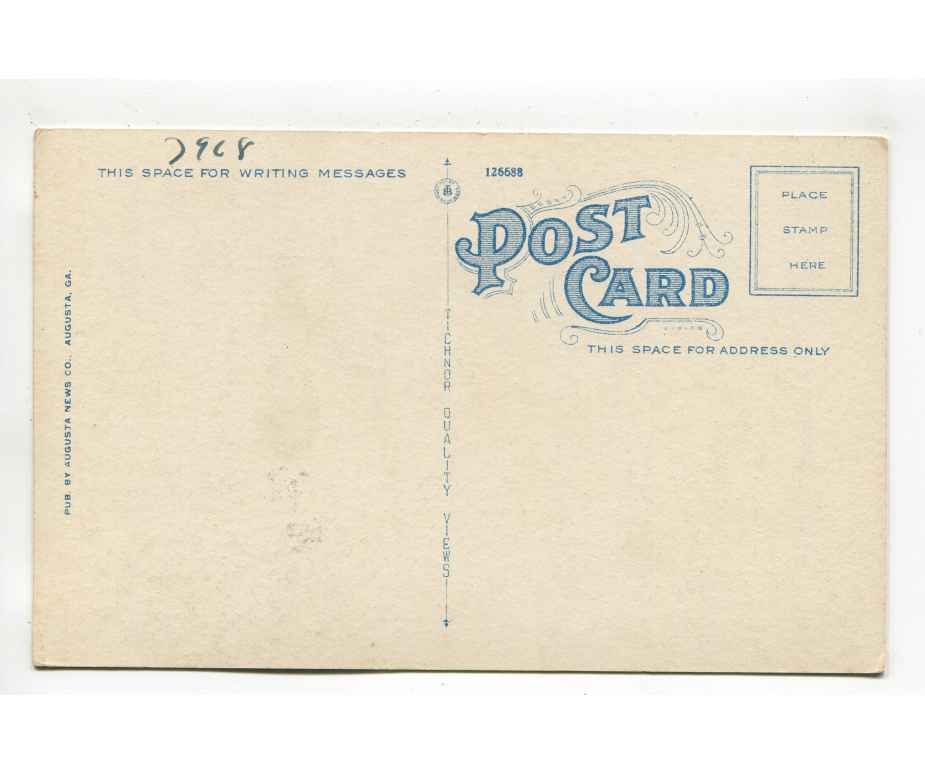 7968
THIS SPACE FOR WRITING MESSAGES
PUB. BY AUGUSTA NEWS CO., AUGUSTA, GA.
TICHNOR QUALITY VIEWS
126688
POST
CARD
THIS SPACE FOR ADDRESS ONLY
PLACE
STAMP
HERE